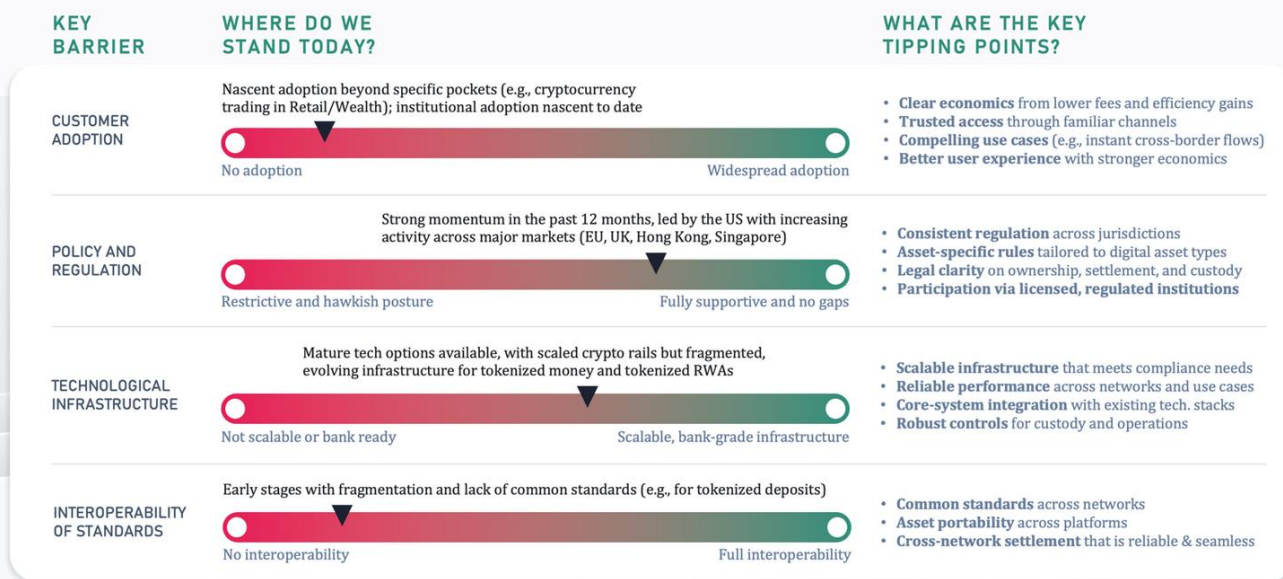 KEY
BARRIER
WHERE DO WE
STAND TODAY?
WHAT ARE THE KEY
TIPPING POINTS?
CUSTOMER
ADOPTION
Nascent adoption beyond specific pockets (e.g., cryptocurrency
trading in Retail/Wealth); institutional adoption nascent to date
No adoption
Widespread adoption
• Clear economics from lower fees and efficiency gains
• Trusted access through familiar channels
• Compelling use cases (e.g., instant cross-border flows)
• Better user experience with stronger economics
POLICY AND
REGULATION
Strong momentum in the past 12 months, led by the US with increasing
activity across major markets (EU, UK, Hong Kong, Singapore)
Restrictive and hawkish posture
Fully supportive and no gaps
• Consistent regulation across jurisdictions
• Asset-specific rules tailored to digital asset types
• Legal clarity on ownership, settlement, and custody
• Participation via licensed, regulated institutions
TECHNOLOGICAL
INFRASTRUCTURE
Mature tech options available, with scaled crypto rails but fragmented,
evolving infrastructure for tokenized money and tokenized RWAs
Not scalable or bank ready
Scalable, bank-grade infrastructure
• Scalable infrastructure that meets compliance needs
• Reliable performance across networks and use cases
• Core-system integration with existing tech. stacks
• Robust controls for custody and operations
INTEROPERABILITY
OF STANDARDS
Early stages with fragmentation and lack of common standards (e.g., for tokenized deposits)
No interoperability
Full interoperability
• Common standards across networks
• Asset portability across platforms
• Cross-network settlement that is reliable & seamless